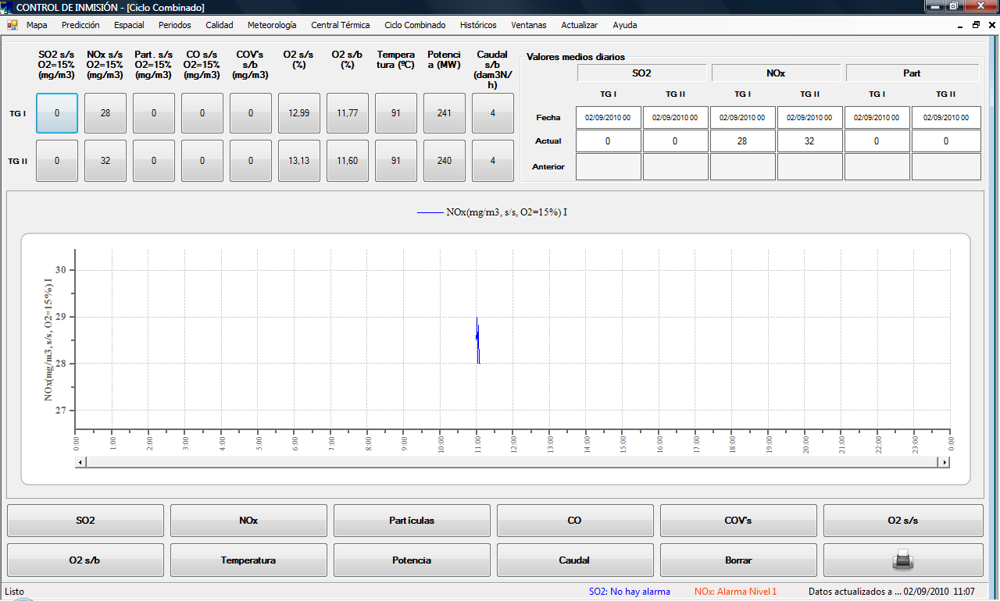 CONTROL DE INMISIÓN - [Ciclo Combinado]
Mapa Predicción Espacial Periodos Calidad Meteorología Central Térmica Ciclo Combinado Históricos Ventanas Actualizar Ayuda
SO2 s/s O2=15% (mg/m3)
NOx s/s O2=15% (mg/m3)
Part. s/s O2=15% (mg/m3)
CO s/s O2=15% (mg/m3)
COV's s/b (mg/m3)
O2 s/s (%)
O2 s/b (%)
Tempera tura (ºC)
Potenci a (MW)
Caudal s/b (dam3N/ h)
TG I 0 28 0 0 0 12,99 11,77 91 241 4
TG II 0 32 0 0 0 13,13 11,60 91 240 4
Valores medios diarios
SO2 NOx Part
TG I TG II TG I TG II TG I TG II
Fecha 02/09/2010 00 02/09/2010 00 02/09/2010 00 02/09/2010 00 02/09/2010 00 02/09/2010 00
Actual 0 0 28 32 0 0
Anterior
NOx(mg/m3, s/s, O2=15%) I
NOx(mg/m3, s/s, O2=15%) I
30
29
28
27
0:00 1:00 2:00 3:00 4:00 5:00 6:00 7:00 8:00 9:00 10:00 11:00 12:00 13:00 14:00 15:00 16:00 17:00 18:00 19:00 20:00 21:00 22:00 23:00 0:00
SO2 NOx Partículas CO COV's O2 s/s
O2 s/b Temperatura Potencia Caudal Borrar
Listo SO2: No hay alarma NOx: Alarma Nivel 1 Datos actualizados a ... 02/09/2010 11:07